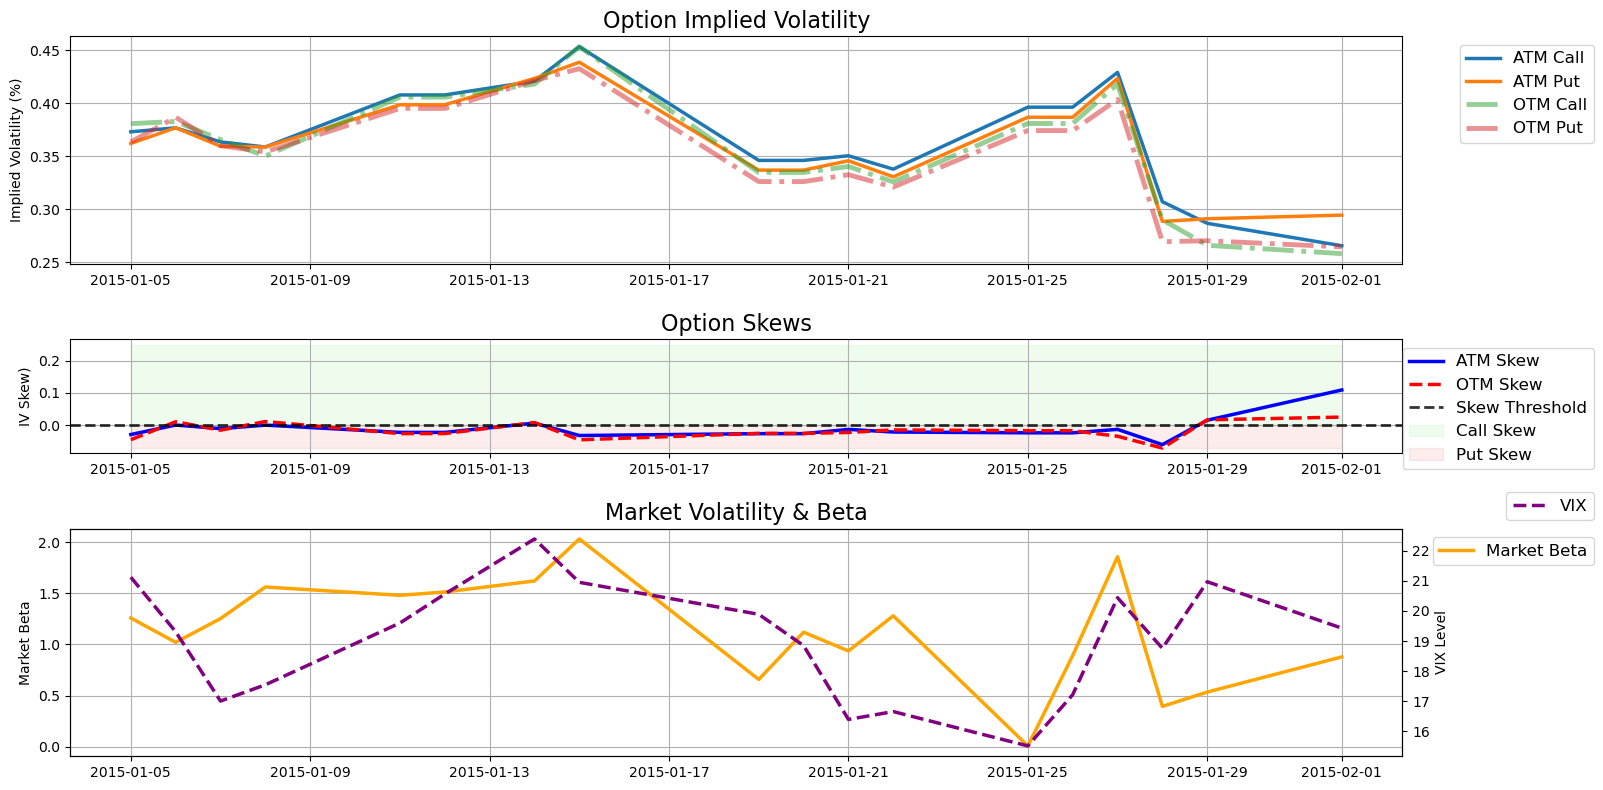 Option Implied Volatility
Implied Volatility (%)
0.45
0.40
0.35
0.30
0.25
2015-01-05 2015-01-09 2015-01-13 2015-01-17 2015-01-21 2015-01-25 2015-01-29 2015-02-01
ATM Call
ATM Put
OTM Call
OTM Put
Option Skews
IV Skew)
0.2
0.1
0.0
2015-01-05 2015-01-09 2015-01-13 2015-01-17 2015-01-21 2015-01-25 2015-01-29 2015-02-01
ATM Skew
OTM Skew
Skew Threshold
Call Skew
Put Skew
Market Volatility & Beta
Market Beta
2.0
1.5
1.0
0.5
0.0
2015-01-05 2015-01-09 2015-01-13 2015-01-17 2015-01-21 2015-01-25 2015-01-29 2015-02-01
22
21
20
19
18
17
16
VIX Level
VIX
Market Beta